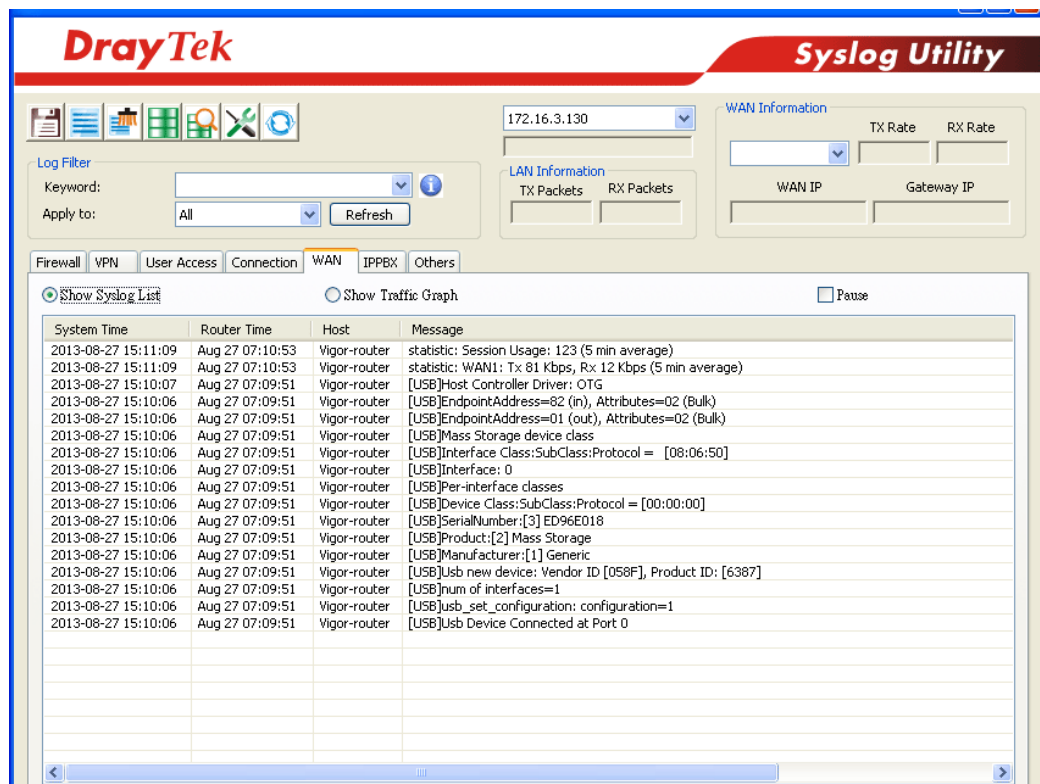 DrayTek
Syslog Utility
172.16.3.130
WAN Information
TX Rate RX Rate
Log Filter
Keyword:
LAN Information
TX Packets RX Packets
WAN IP Gateway IP
Apply to: All Refresh
Firewall VPN User Access Connection WAN IPPBX Others
Show Syslog List Show Traffic Graph Pause
System Time Router Time Host Message
2013-08-27 15:11:09 Aug 27 07:10:53 Vigor-router statistic: Session Usage: 123 (5 min average)
2013-08-27 15:11:09 Aug 27 07:10:53 Vigor-router statistic: WAN1: Tx 81 Kbps, Rx 12 Kbps (5 min average)
2013-08-27 15:10:07 Aug 27 07:09:51 Vigor-router [USB]Host Controller Driver: OTG
2013-08-27 15:10:06 Aug 27 07:09:51 Vigor-router [USB]EndpointAddress=82 (in), Attributes=02 (Bulk)
2013-08-27 15:10:06 Aug 27 07:09:51 Vigor-router [USB]EndpointAddress=01 (out), Attributes=02 (Bulk)
2013-08-27 15:10:06 Aug 27 07:09:51 Vigor-router [USB]Mass Storage device class
2013-08-27 15:10:06 Aug 27 07:09:51 Vigor-router [USB]Interface Class:SubClass:Protocol = [08:06:50]
2013-08-27 15:10:06 Aug 27 07:09:51 Vigor-router [USB]Interface: 0
2013-08-27 15:10:06 Aug 27 07:09:51 Vigor-router [USB]Per-interface classes
2013-08-27 15:10:06 Aug 27 07:09:51 Vigor-router [USB]Device Class:SubClass:Protocol = [00:00:00]
2013-08-27 15:10:06 Aug 27 07:09:51 Vigor-router [USB]SerialNumber:[3] ED96E018
2013-08-27 15:10:06 Aug 27 07:09:51 Vigor-router [USB]Product:[2] Mass Storage
2013-08-27 15:10:06 Aug 27 07:09:51 Vigor-router [USB]Manufacturer:[1] Generic
2013-08-27 15:10:06 Aug 27 07:09:51 Vigor-router [USB]Usb new device: Vendor ID [058F], Product ID: [6387]
2013-08-27 15:10:06 Aug 27 07:09:51 Vigor-router [USB]num of interfaces=1
2013-08-27 15:10:06 Aug 27 07:09:51 Vigor-router [USB]usb_set_configuration: configuration=1
2013-08-27 15:10:06 Aug 27 07:09:51 Vigor-router [USB]Usb Device Connected at Port 0